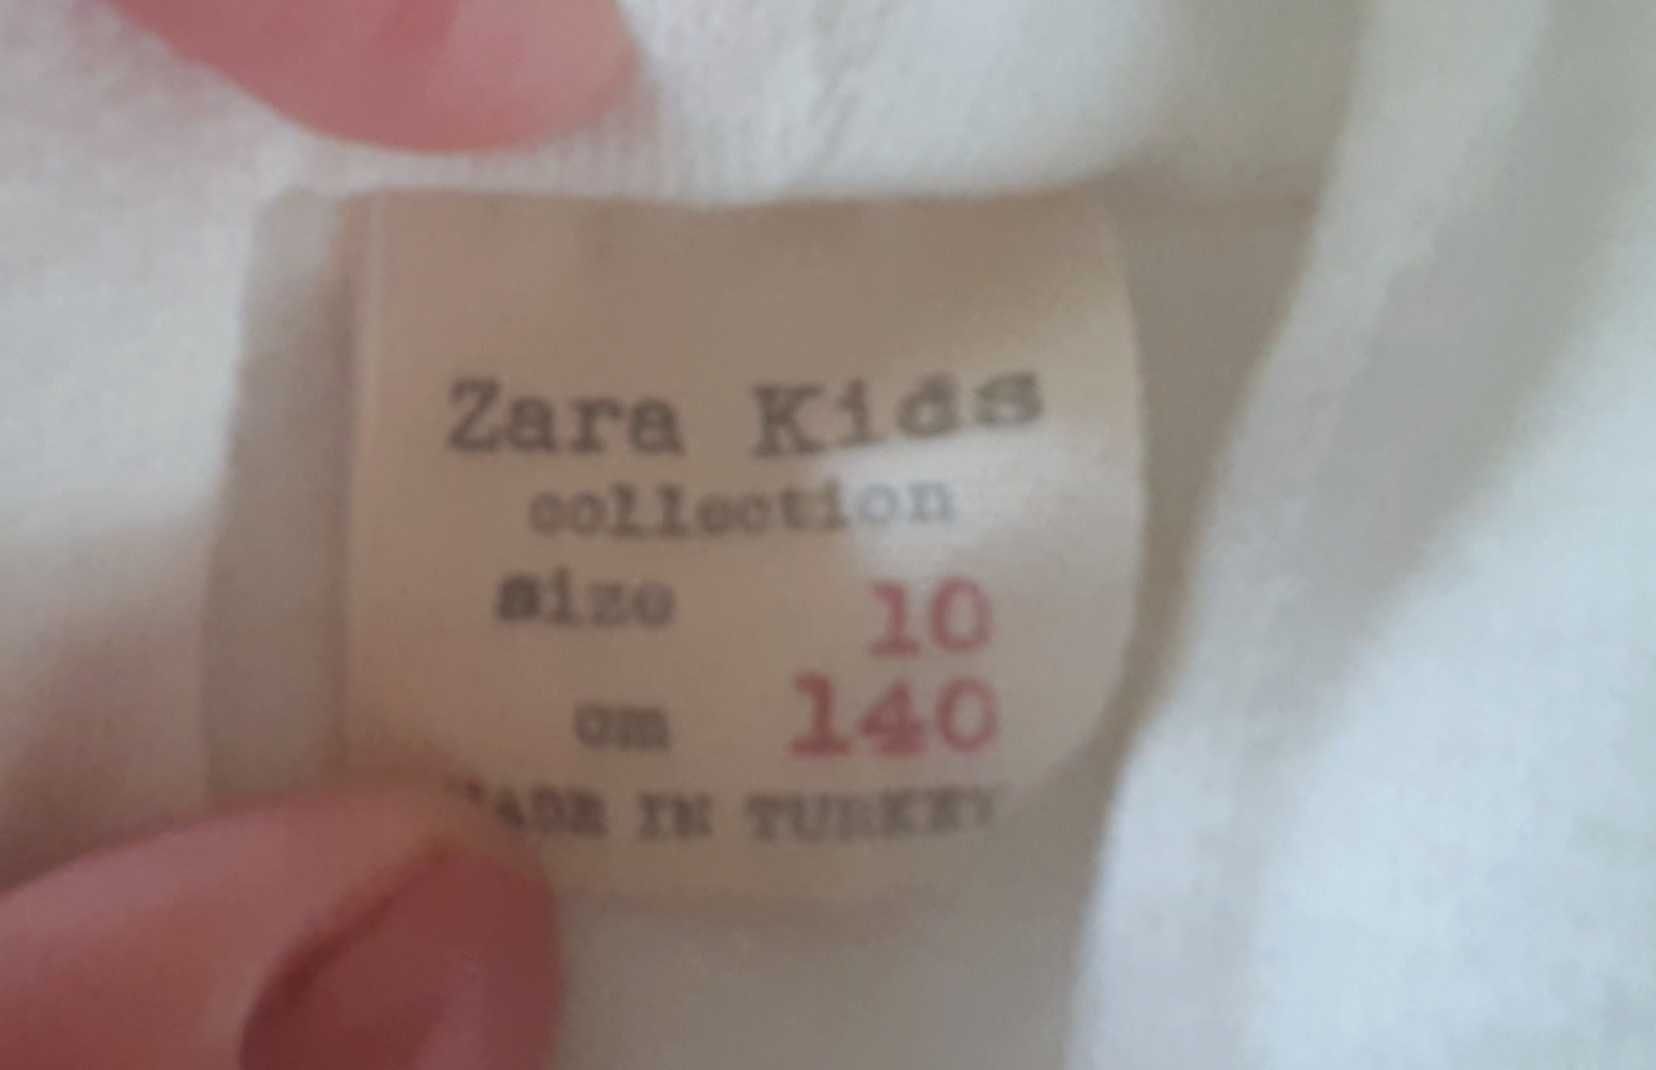 Zara Kids
collection
size 10
cm 140
MADE IN TURKEY